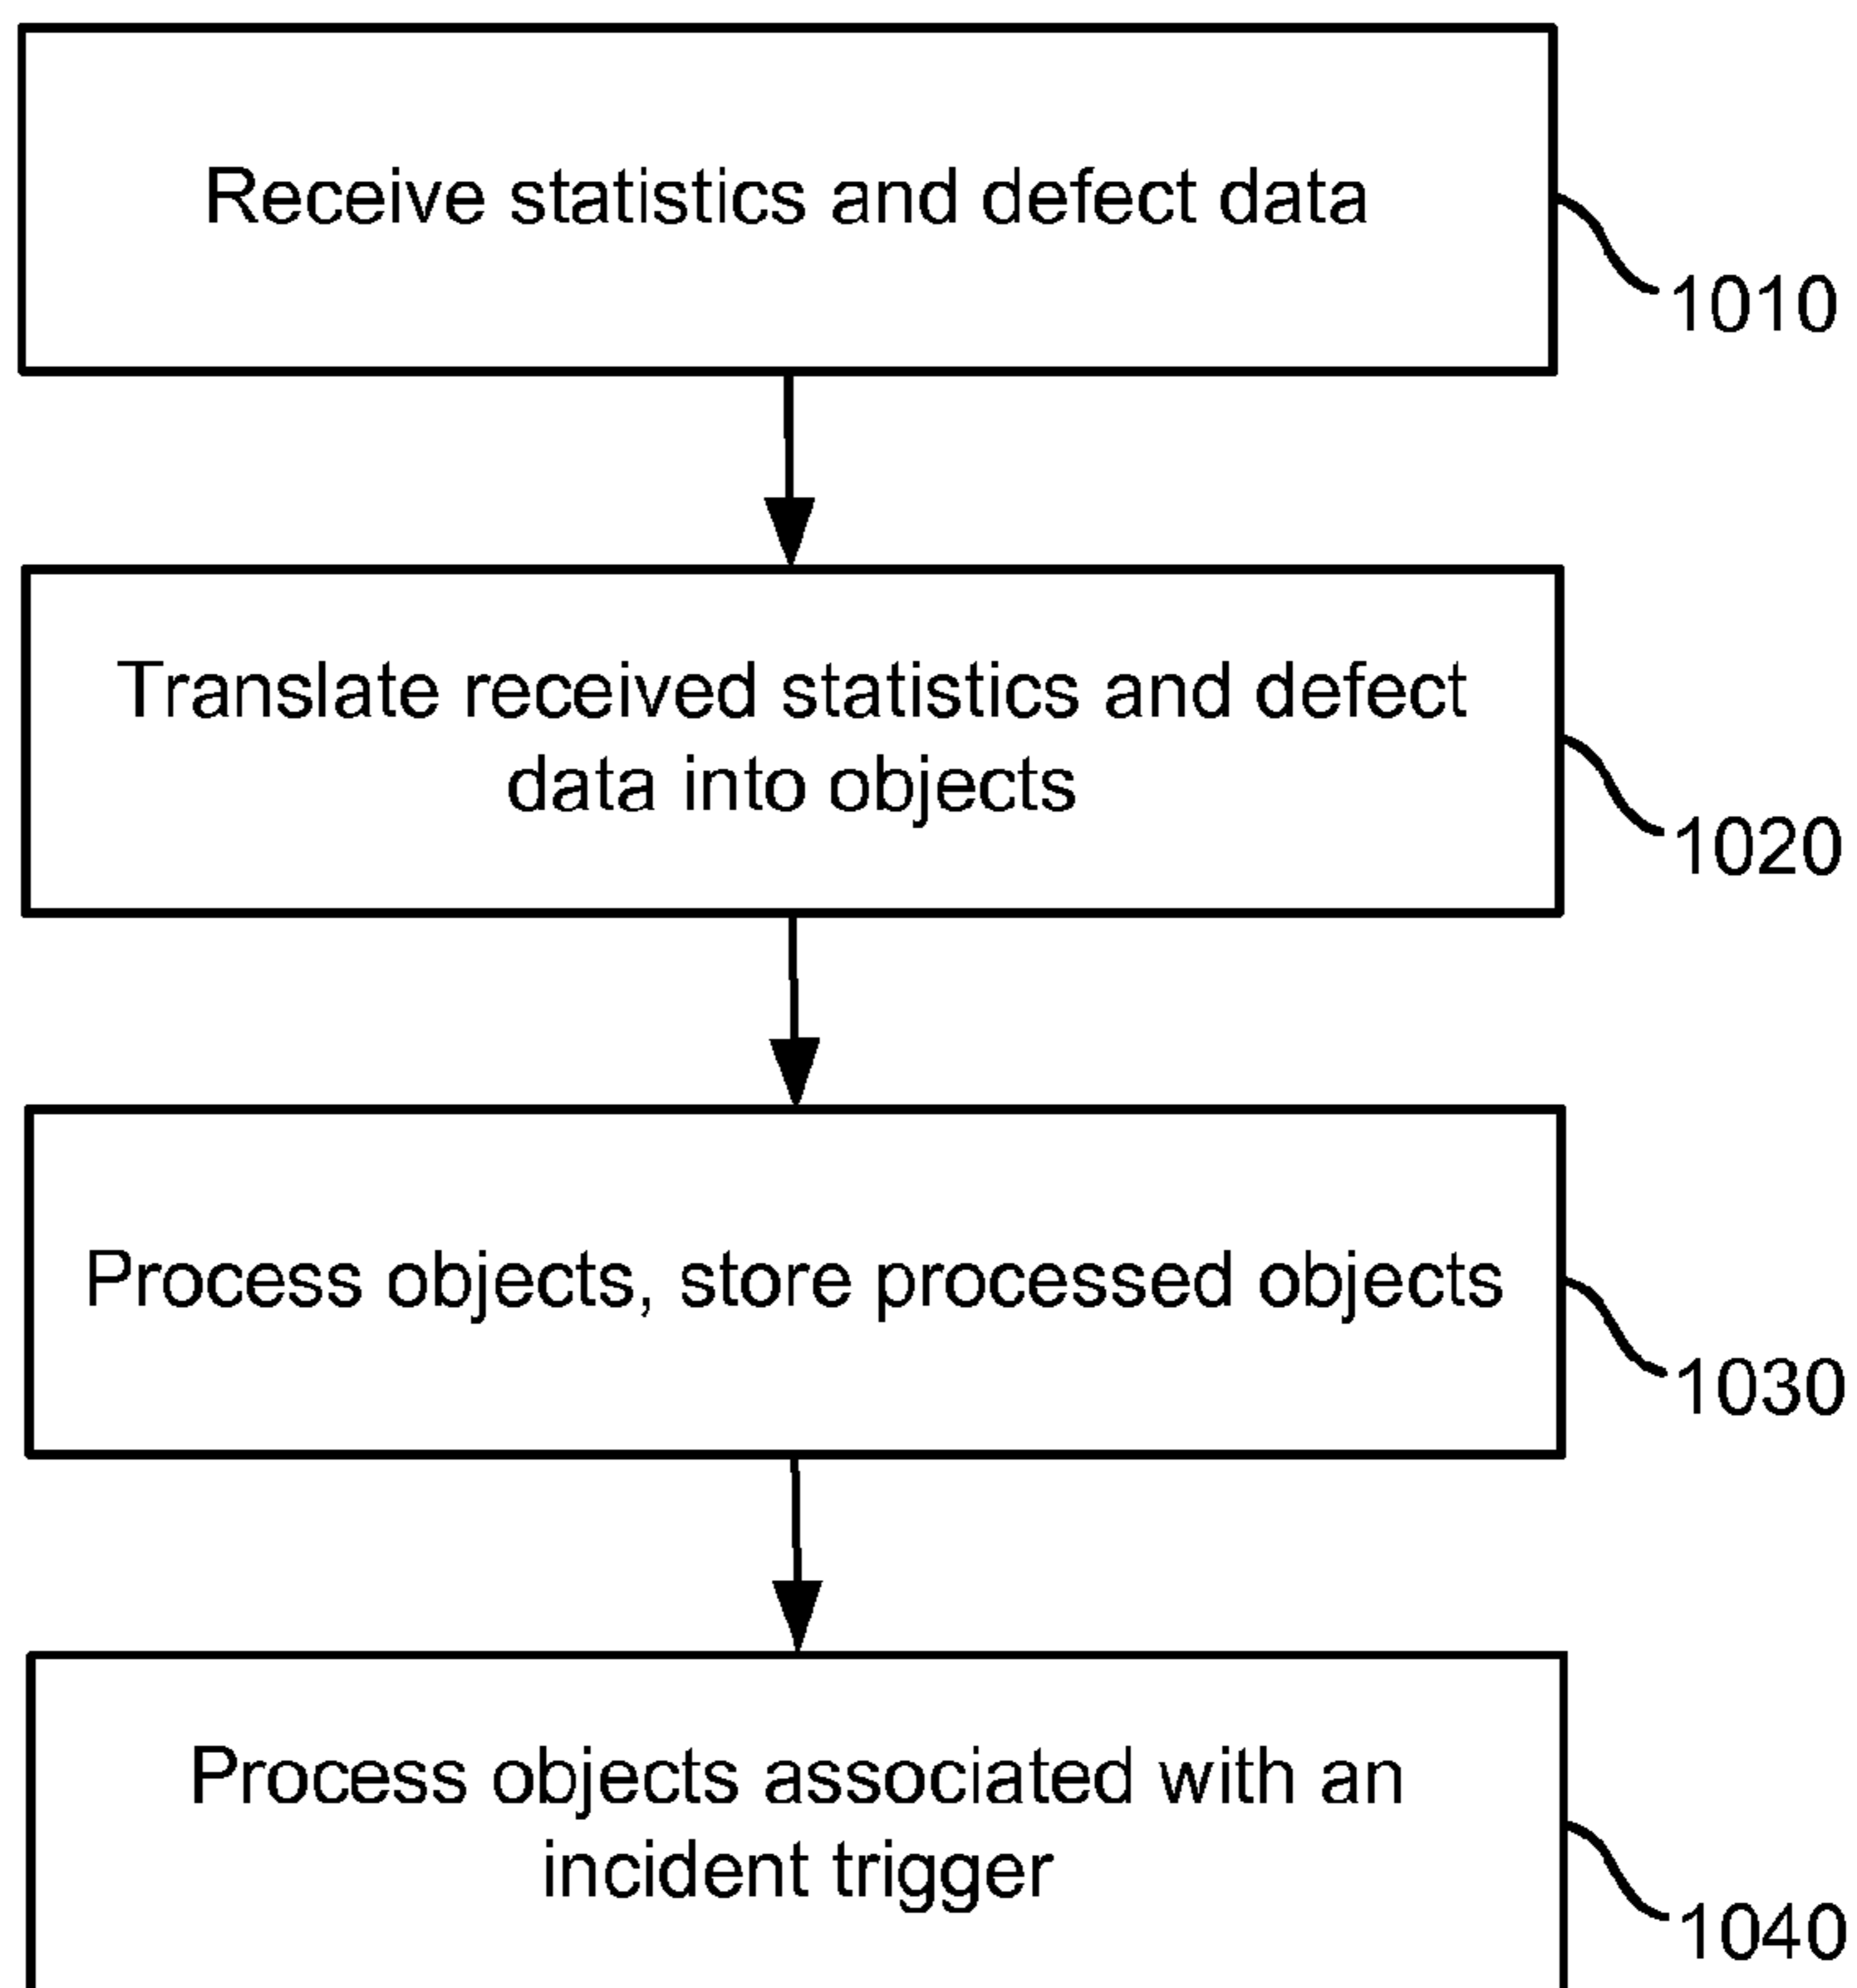 Receive statistics and defect data
1010
Translate received statistics and defect
data into objects
1020
Process objects, store processed objects
1030
Process objects associated with an
incident trigger
1040